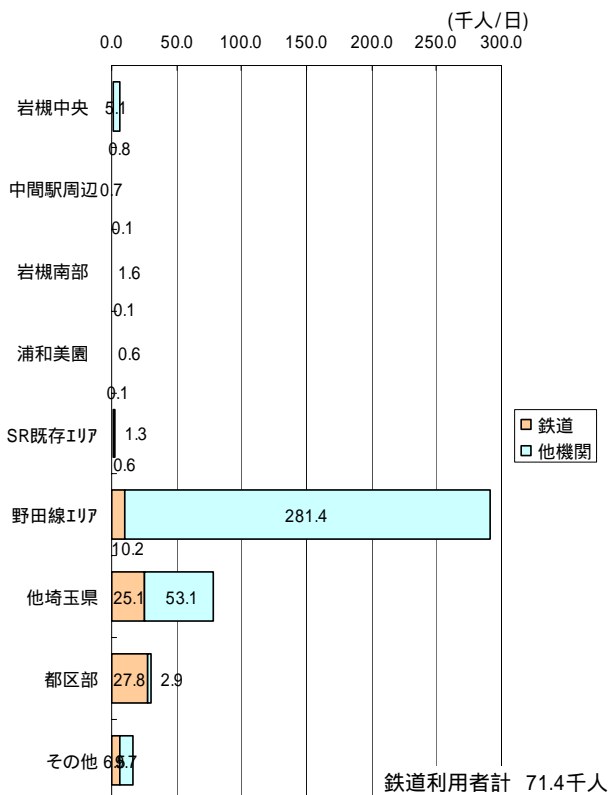 (千人/日)
0.0 50.0 100.0 150.0 200.0 250.0 300.0
岩槻中央 5.1
0.8
中間駅周辺 0.7
0.1
岩槻南部 1.6
0.1
浦和美園 0.6
0.1
SR既存ｴﾘｱ 1.3
0.6
鉄道
他機関
野田線ｴﾘｱ 281.4
10.2
他埼玉県 25.1 53.1
都区部 27.8 2.9
その他
鉄道利用者計 71.4千人